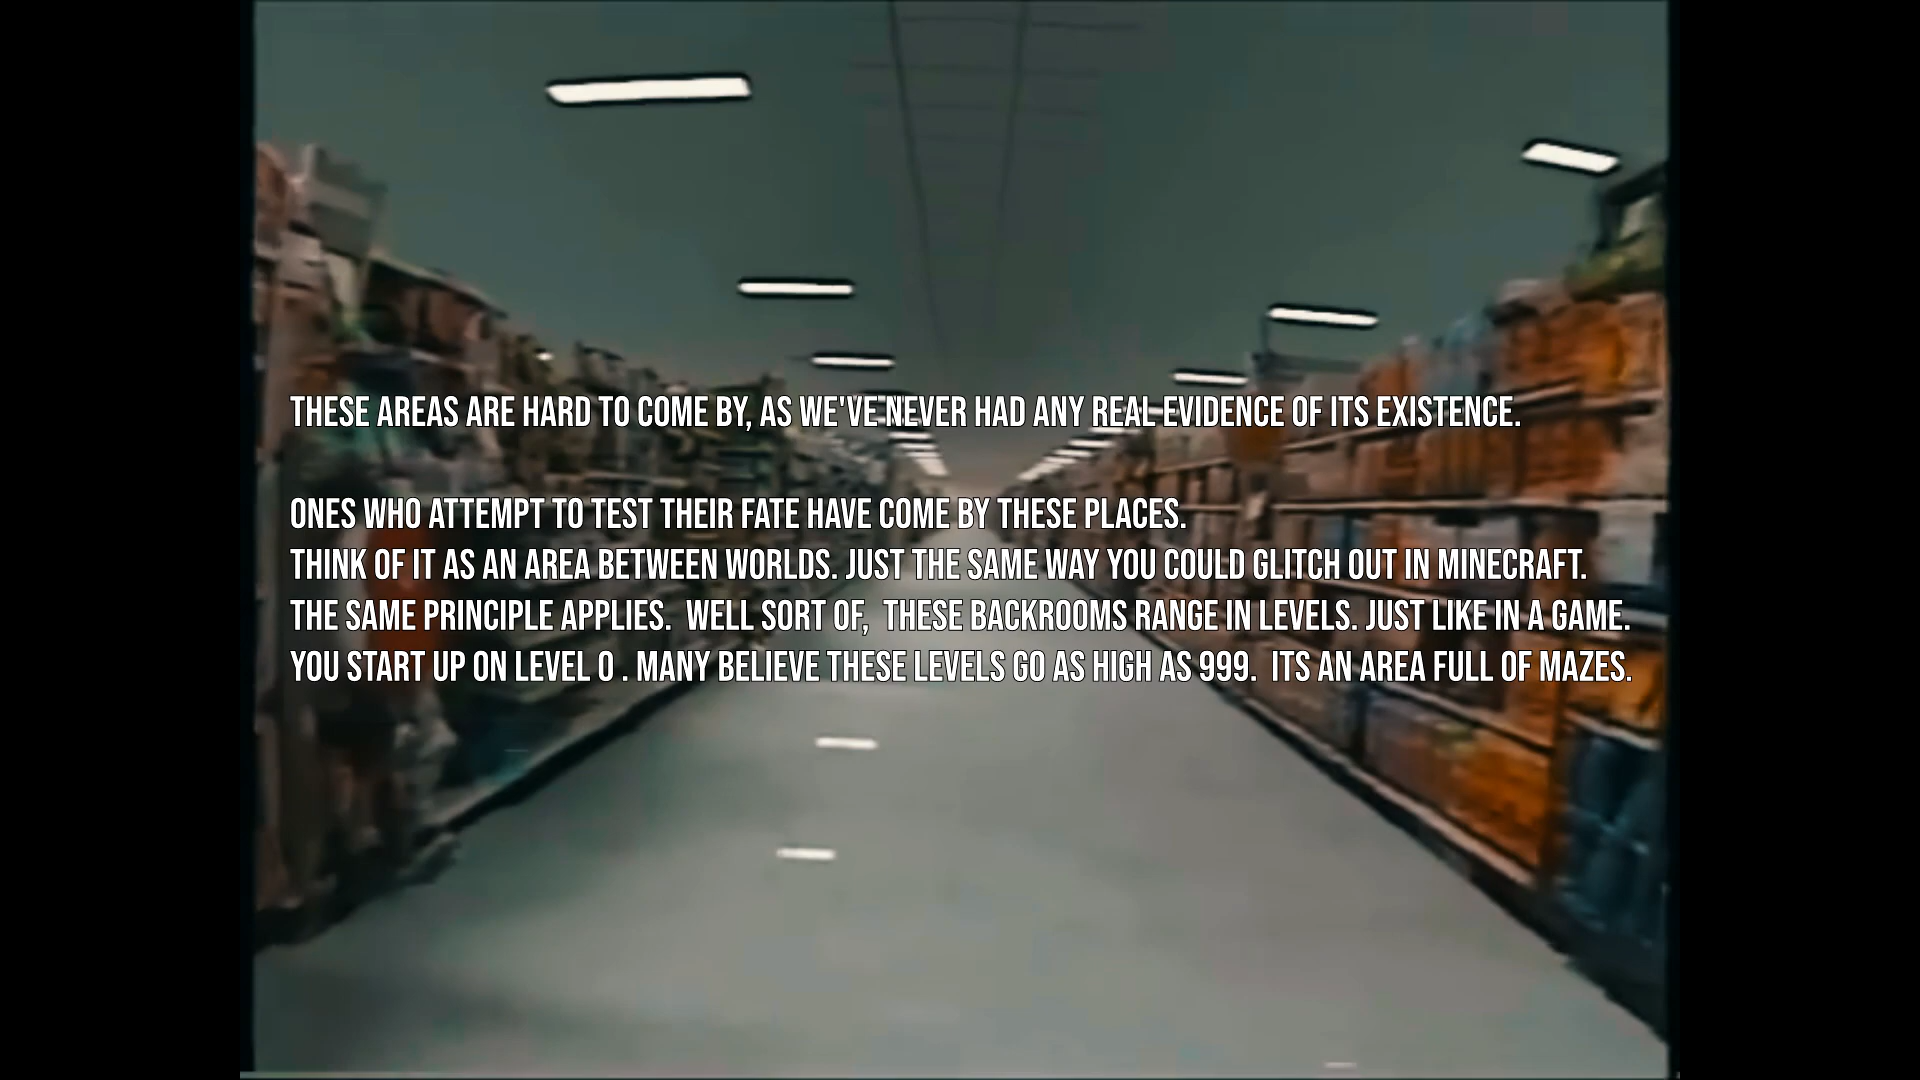 THESE AREAS ARE HARD TO COME BY, AS WE'VE NEVER HAD ANY REAL EVIDENCE OF ITS EXISTENCE.
ONES WHO ATTEMPT TO TEST THEIR FATE HAVE COME BY THESE PLACES.
THINK OF IT AS AN AREA BETWEEN WORLDS. JUST THE SAME WAY YOU COULD GLITCH OUT IN MINECRAFT.
THE SAME PRINCIPLE APPLIES.  WELL SORT OF,  THESE BACKROOMS RANGE IN LEVELS. JUST LIKE IN A GAME.
YOU START UP ON LEVEL 0 . MANY BELIEVE THESE LEVELS GO AS HIGH AS 999.  ITS AN AREA FULL OF MAZES.